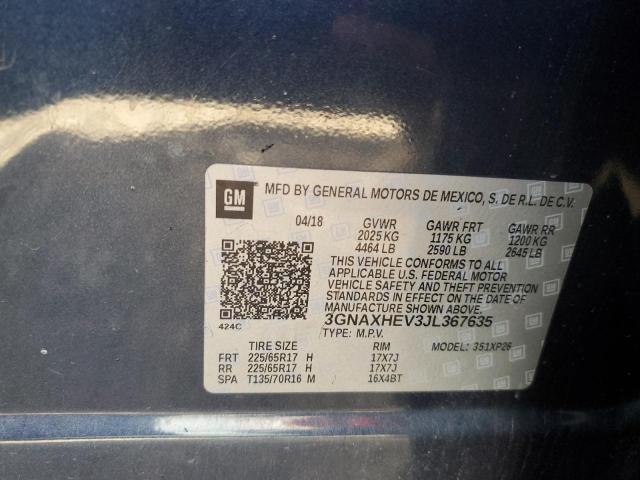 GM
MFD BY GENERAL MOTORS DE MEXICO, S. DE R.L. DE C.V.
04/18 GVWR GAWR FRT GAWR RR
2025 KG 1175 KG 1200 KG
4464 LB 2590 LB 2645 LB
THIS VEHICLE CONFORMS TO ALL
APPLICABLE U.S. FEDERAL MOTOR
VEHICLE SAFETY AND THEFT PREVENTION
STANDARDS IN EFFECT ON THE DATE OF
MANUFACTURE SHOWN ABOVE.
424C 3GNAXHEV3JL367635
TYPE: M.P.V. MODEL: 3S1XP26
TIRE SIZE RIM
FRT 225/65R17 H 17X7J
RR 225/65R17 H 17X7J
SPA T135/70R16 M 16X4BT